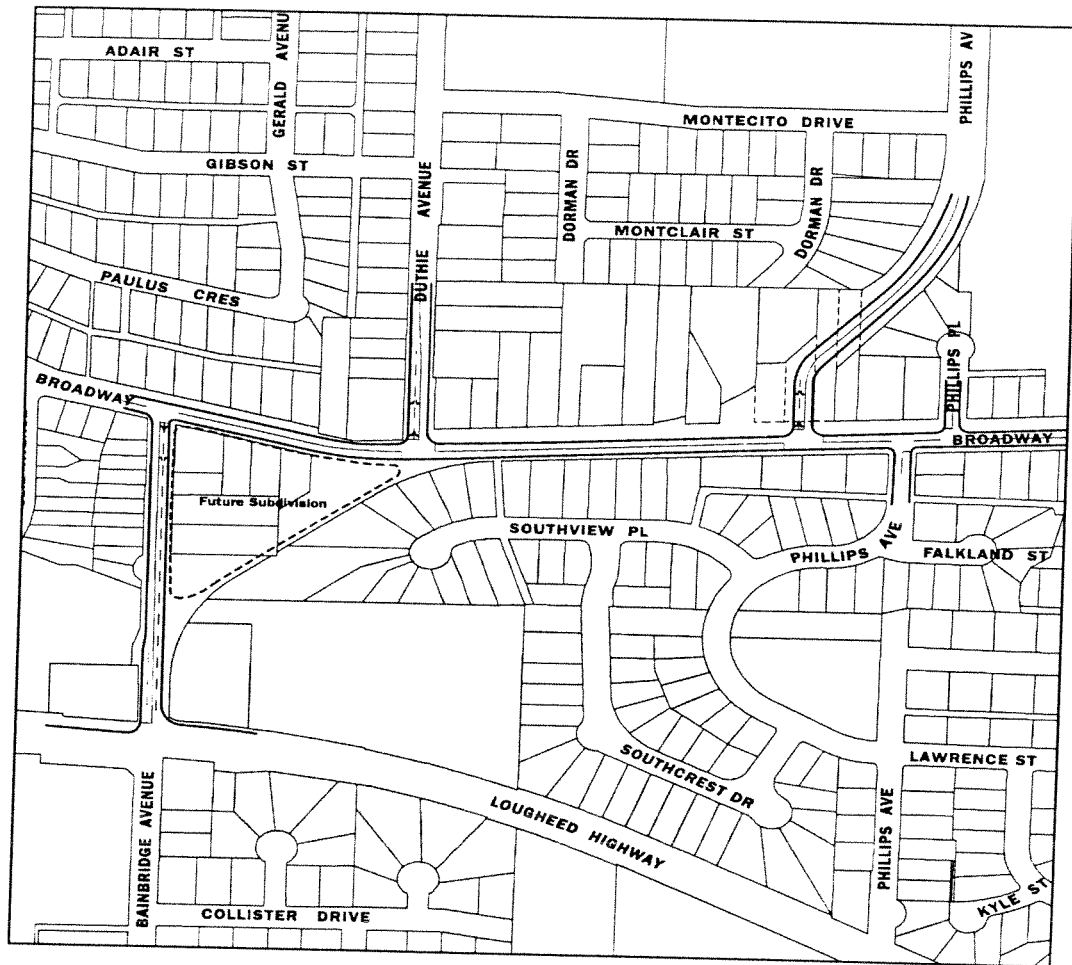 ADAIR ST
GERALD AVENUE
PHILLIPS AV
MONTECITO DRIVE
GIBSON ST
DUTHIE AVENUE
DORMAN DR
DORMAN DR
MONTCLAIR ST
PAULUS CRES
PHILLIPS PL
BROADWAY
BROADWAY
Future Subdivision
SOUTHVIEW PL
PHILLIPS AVE
FALKLAND ST
SOUTHCREST DR
LAWRENCE ST
LOUGHEED HIGHWAY
BAINBRIDGE AVENUE
PHILLIPS AVE
COLLISTER DRIVE
KYLE ST